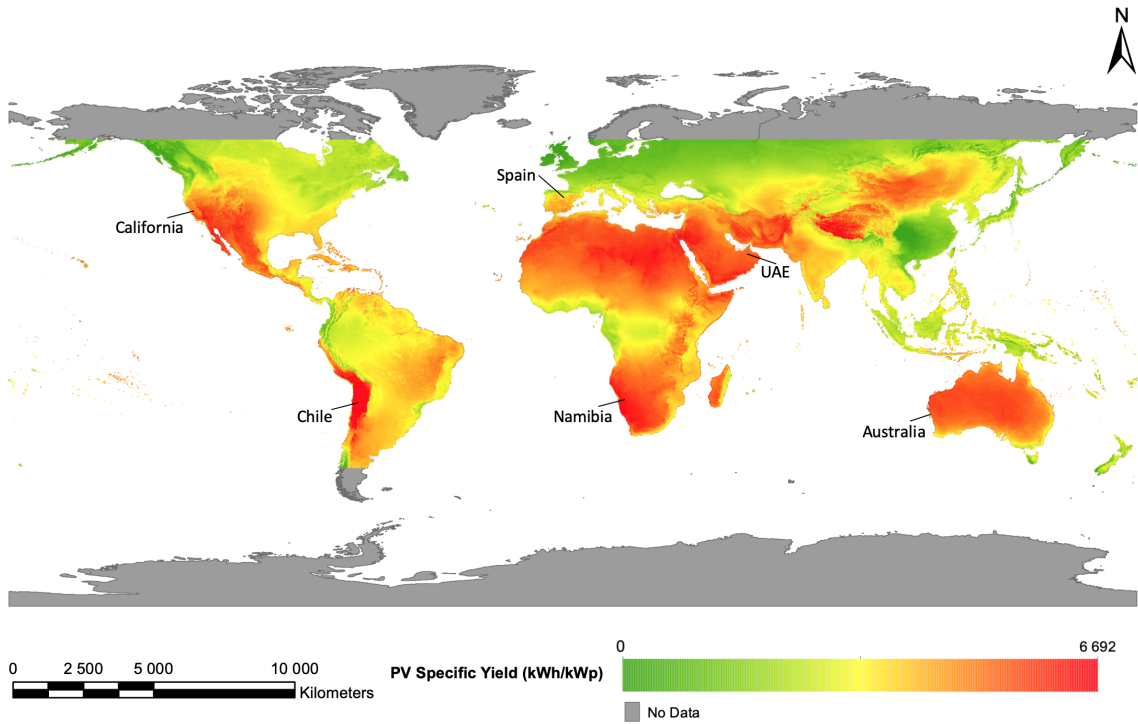 N
Spain
California
UAE
Chile
Namibia
Australia
0 2 500 5 000 10 000
Kilometers
PV Specific Yield (kWh/kWp)
0 6 692
No Data